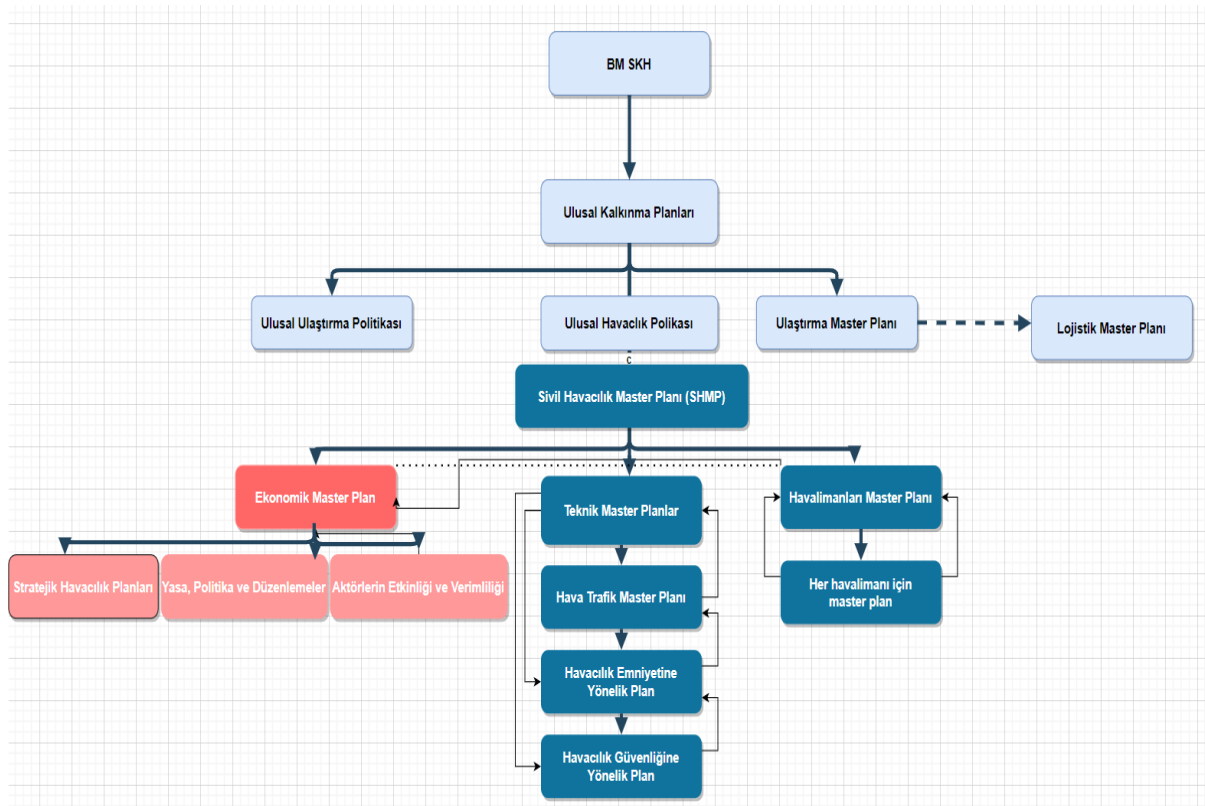 BM SKH
Ulusal Kalkınma Planları
Ulusal Ulaştırma Politikası
Ulusal Havaclık Polikası
Ulaştırma Master Planı
Lojistik Master Planı
c
Sivil Havacılık Master Planı (SHMP)
Ekonomik Master Plan
Teknik Master Planlar
Havalimanları Master Planı
Stratejik Havacılık Planları
Yasa, Politika ve Düzenlemeler
Aktörlerin Etkinliği ve Verimliliği
Hava Trafik Master Planı
Her havalimanı için
master plan
Havacılık Emniyetine
Yönelik Plan
Havacılık Güvenliğine
Yönelik Plan